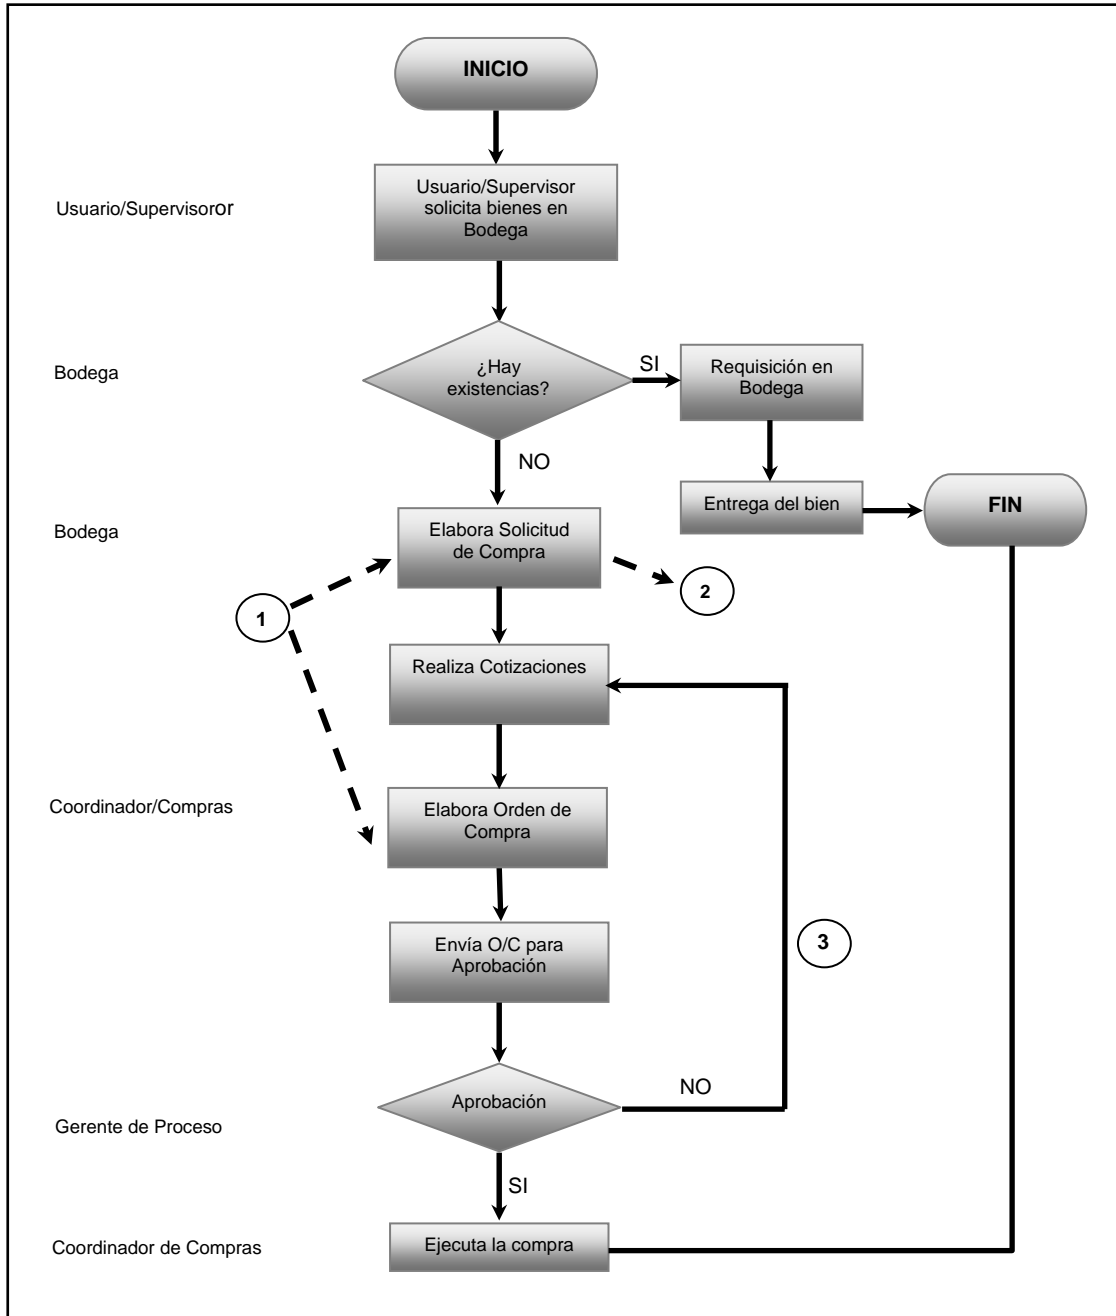 INICIO
Usuario/Supervisor
solicita bienes en
Bodega
Usuario/Supervisoror
¿Hay
existencias?
SI
Requisición en
Bodega
Bodega
NO
Entrega del bien
FIN
Bodega
Elabora Solicitud
de Compra
2
1
Realiza Cotizaciones
Coordinador/Compras
Elabora Orden de
Compra
Envía O/C para
Aprobación
3
Aprobación
NO
Gerente de Proceso
SI
Coordinador de Compras
Ejecuta la compra